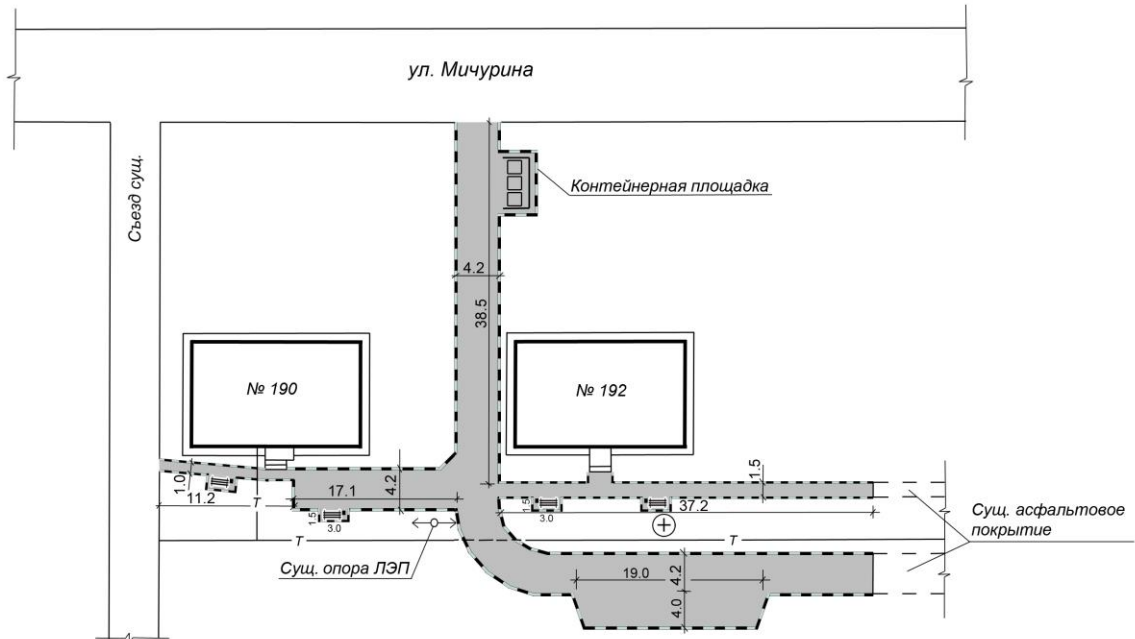 ул. Мичурина
Съезд сущ.
Контейнерная площадка
4.2
38.5
№ 190
№ 192
1.0
11.2
17.1
4.2
1.5
3.0
1.5
3.0
37.2
1.5
Т
Т
Т
Сущ. опора ЛЭП
Сущ. асфальтовое
покрытие
19.0
4.2
4.0